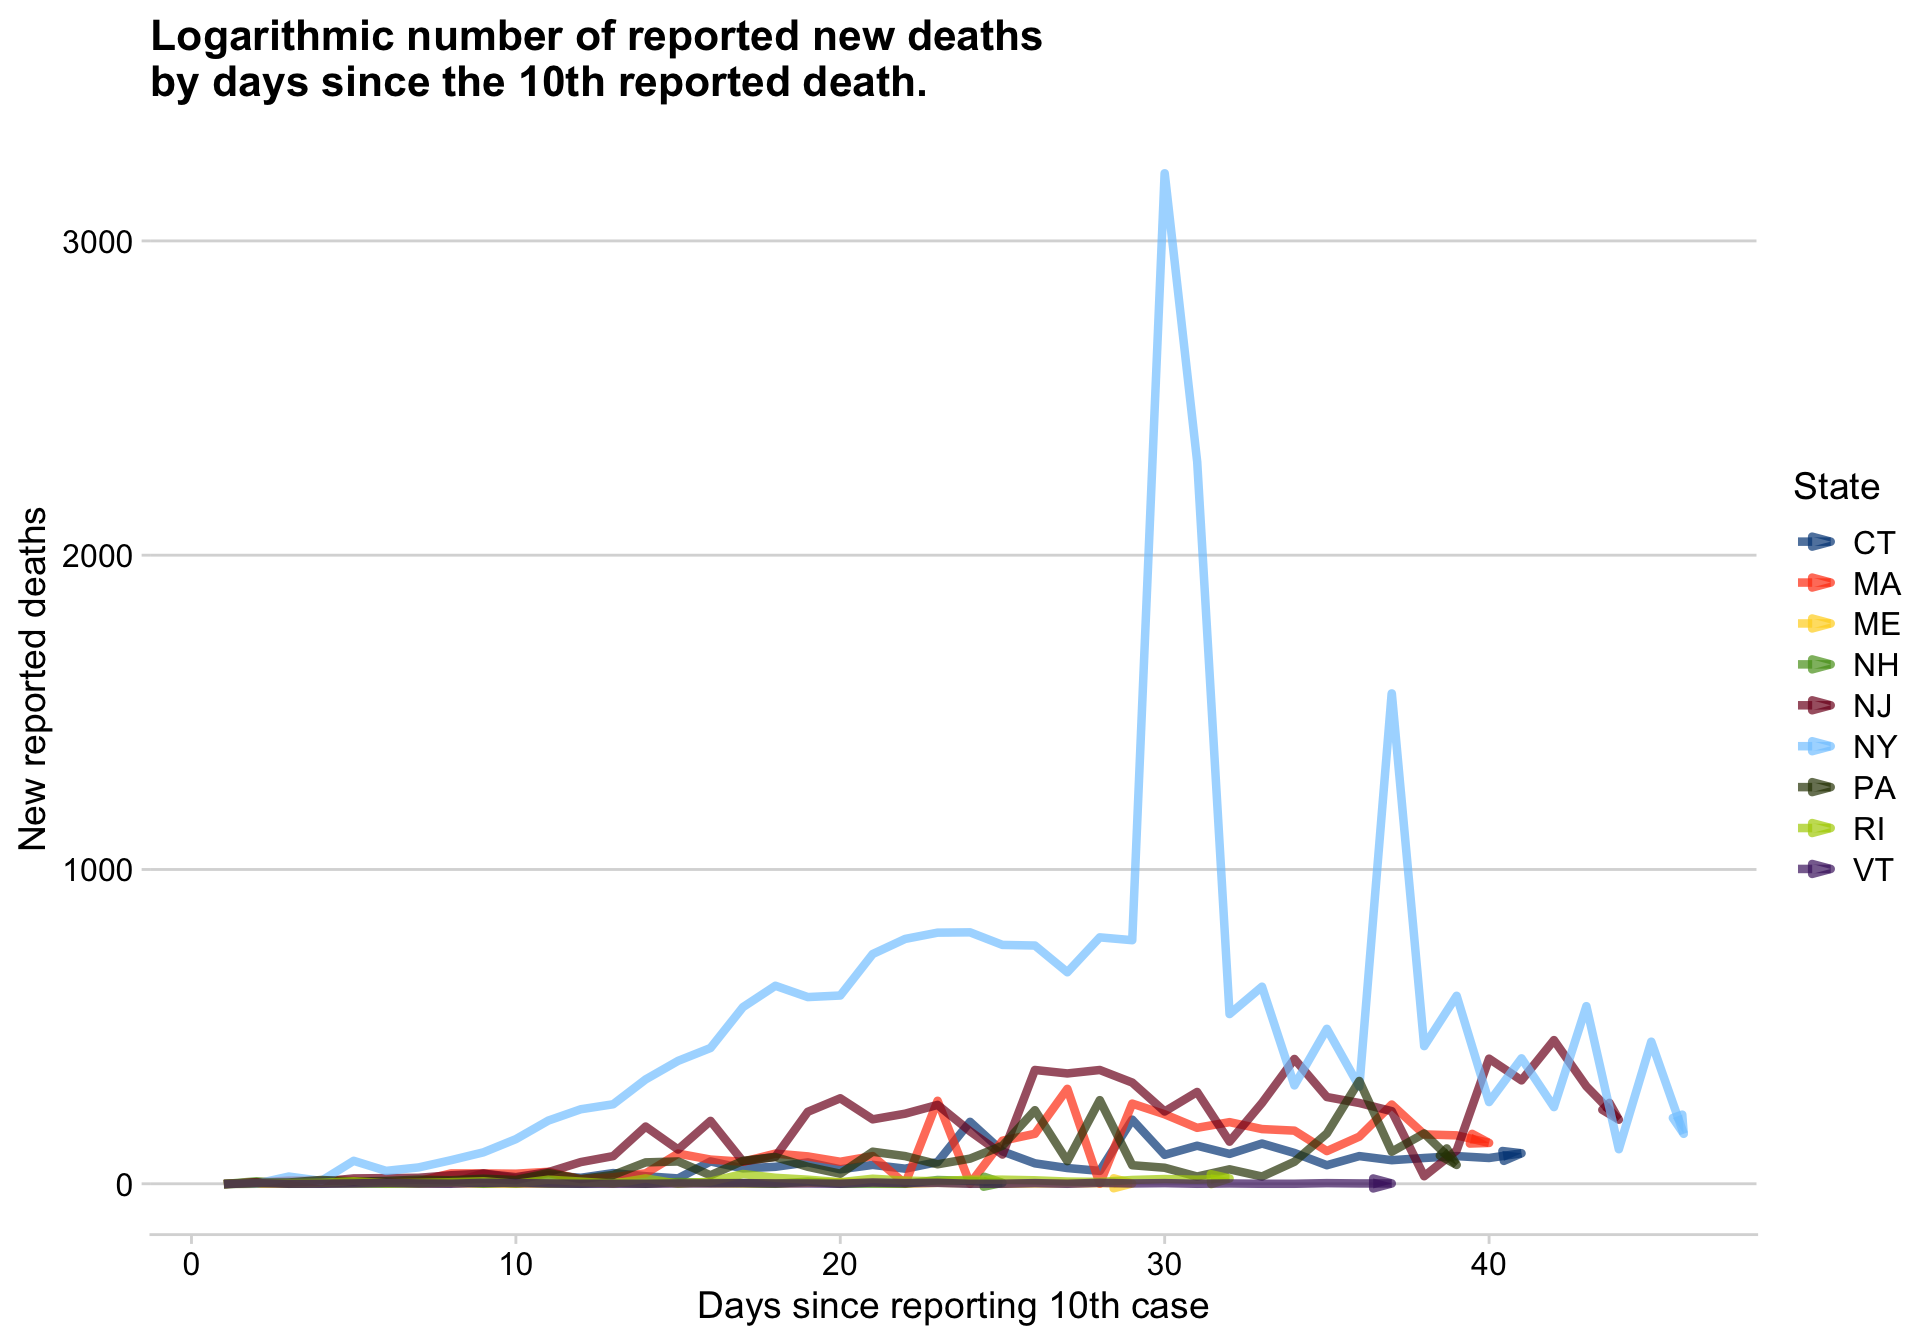 Logarithmic number of reported new deaths
by days since the 10th reported death.
New reported deaths
3000
2000
1000
0
0 10 20 30 40
Days since reporting 10th case
State
CT
MA
ME
NH
NJ
NY
PA
RI
VT